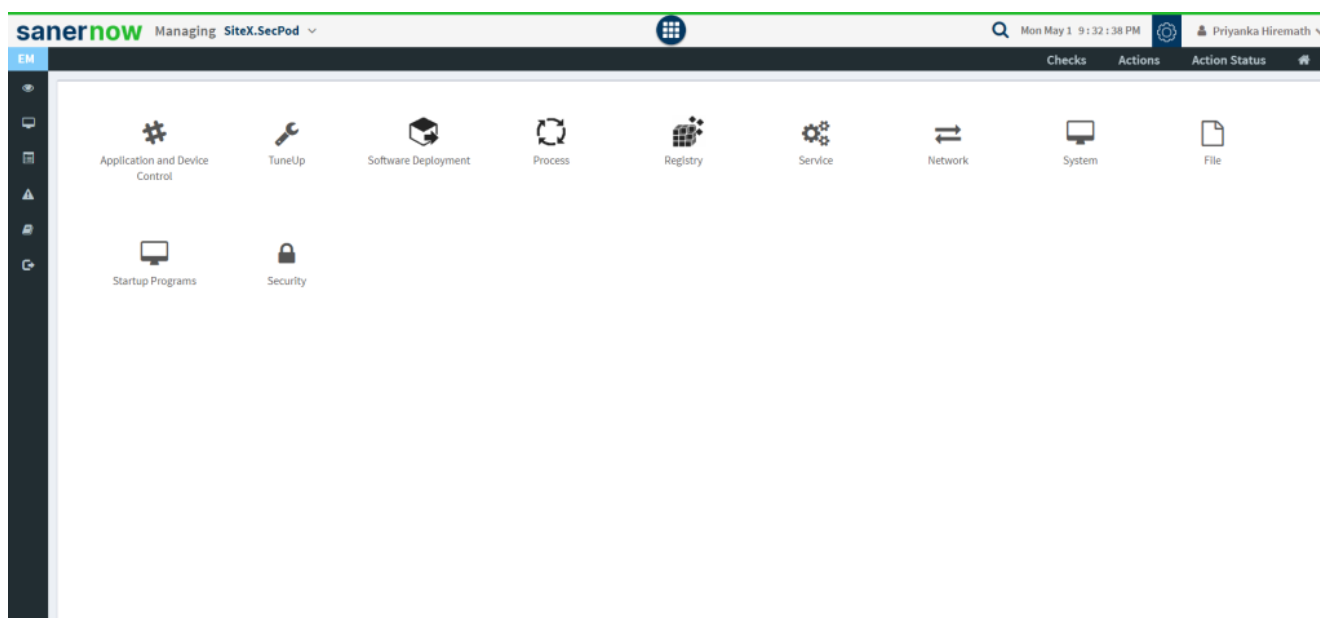 sanernow Managing SiteX.SecPod Mon May 1 9:32:38 PM Priyanka Hiremath
EM Checks Actions Action Status
Application and Device TuneUp Software Deployment Process Registry Service Network System File
Control
Startup Programs Security